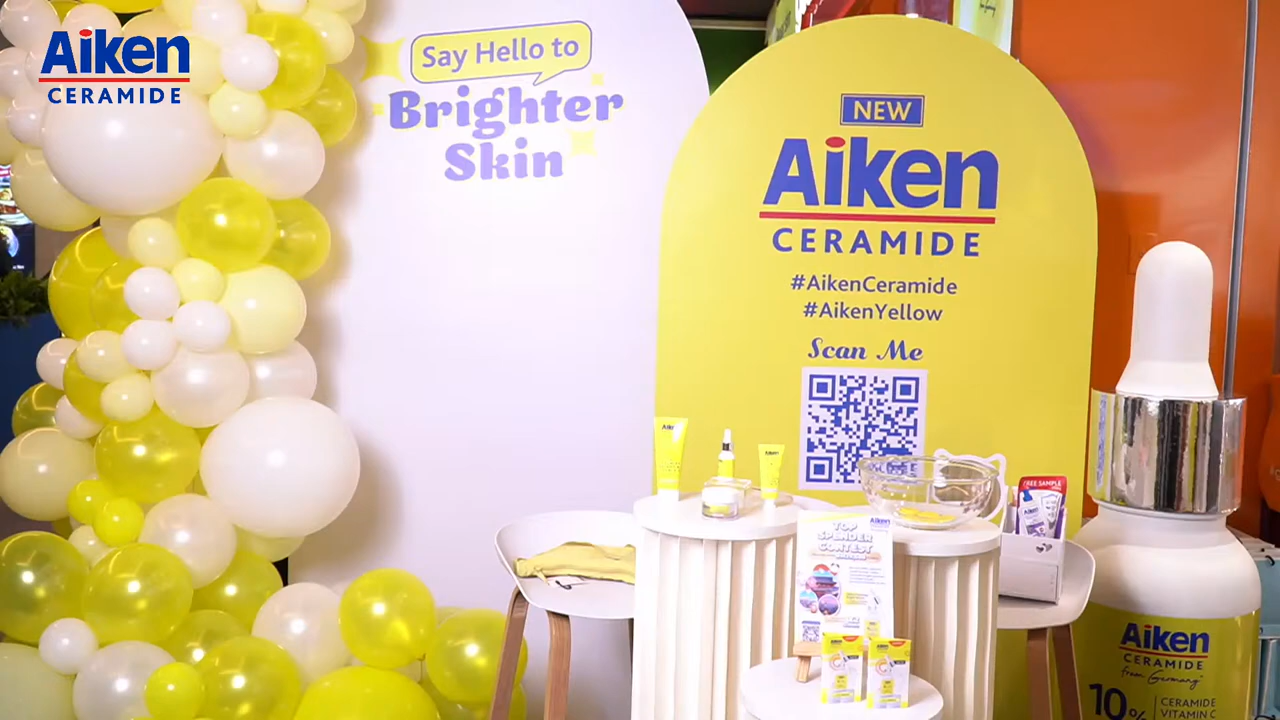 Aiken
CERAMIDE
Say Hello to
Brighter
Skin
NEW
Aiken
CERAMIDE
#AikenCeramide
#AikenYellow
Scan Me
FREE SAMPLE
Aiken
TOP
SPENDER
CONTEST
Aiken
CERAMIDE
from Germany
10%
CERAMIDE
VITAMIN C